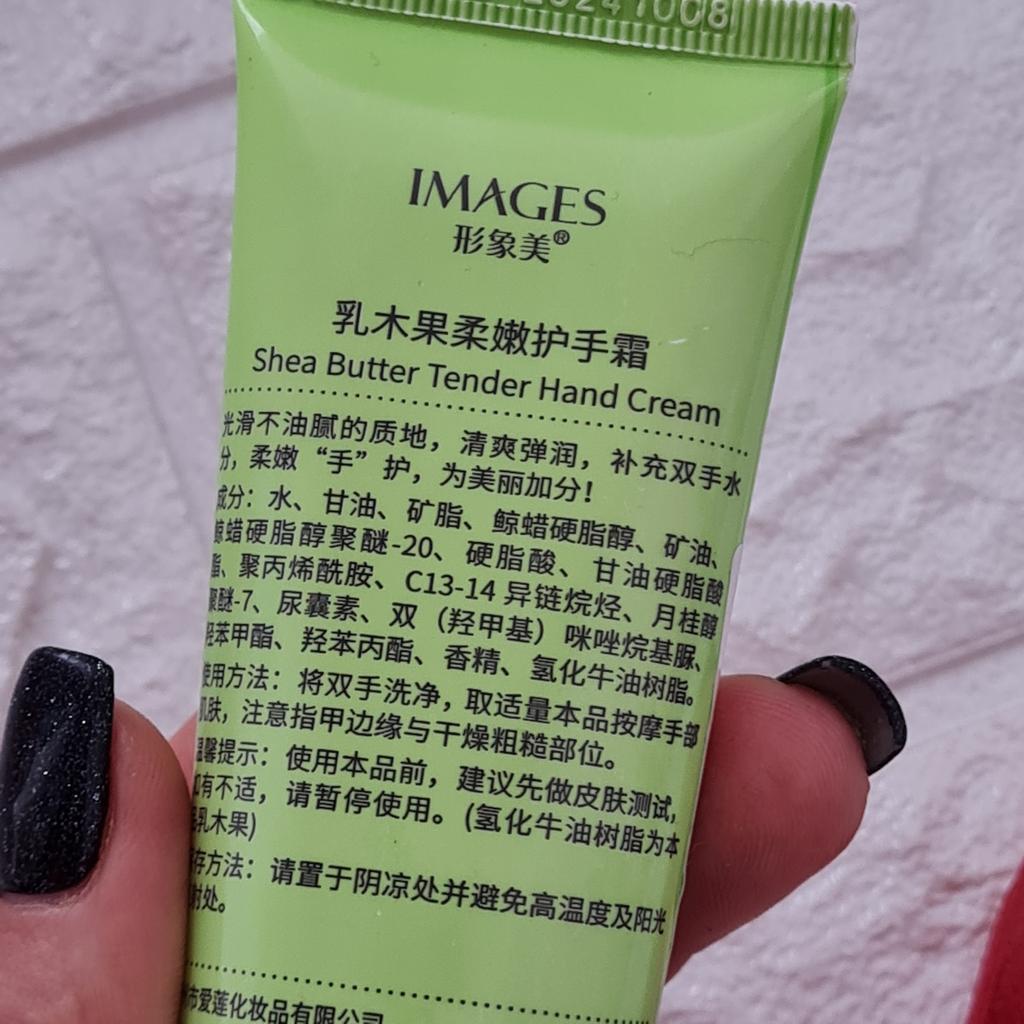 20241008
IMAGES
形象美®
乳木果柔嫩护手霜
Shea Butter Tender Hand Cream
光滑不油腻的质地，清爽弹润，补充双手水
分，柔嫩“手”护，为美丽加分！
成分：水、甘油、矿脂、鲸蜡硬脂醇、矿油、
鲸蜡硬脂醇聚醚-20、硬脂酸、甘油硬脂酸
酯、聚丙烯酰胺、C13-14 异链烷烃、月桂醇
聚醚-7、尿囊素、双（羟甲基）咪唑烷基脲、
羟苯甲酯、羟苯丙酯、香精、氢化牛油树脂。
使用方法：将双手洗净，取适量本品按摩手部
肌肤，注意指甲边缘与干燥粗糙部位。
温馨提示：使用本品前，建议先做皮肤测试，
如有不适，请暂停使用。(氢化牛油树脂为本
乳木果)
存方法：请置于阴凉处并避免高温度及阳光
射处。
市爱莲化妆品有限公司